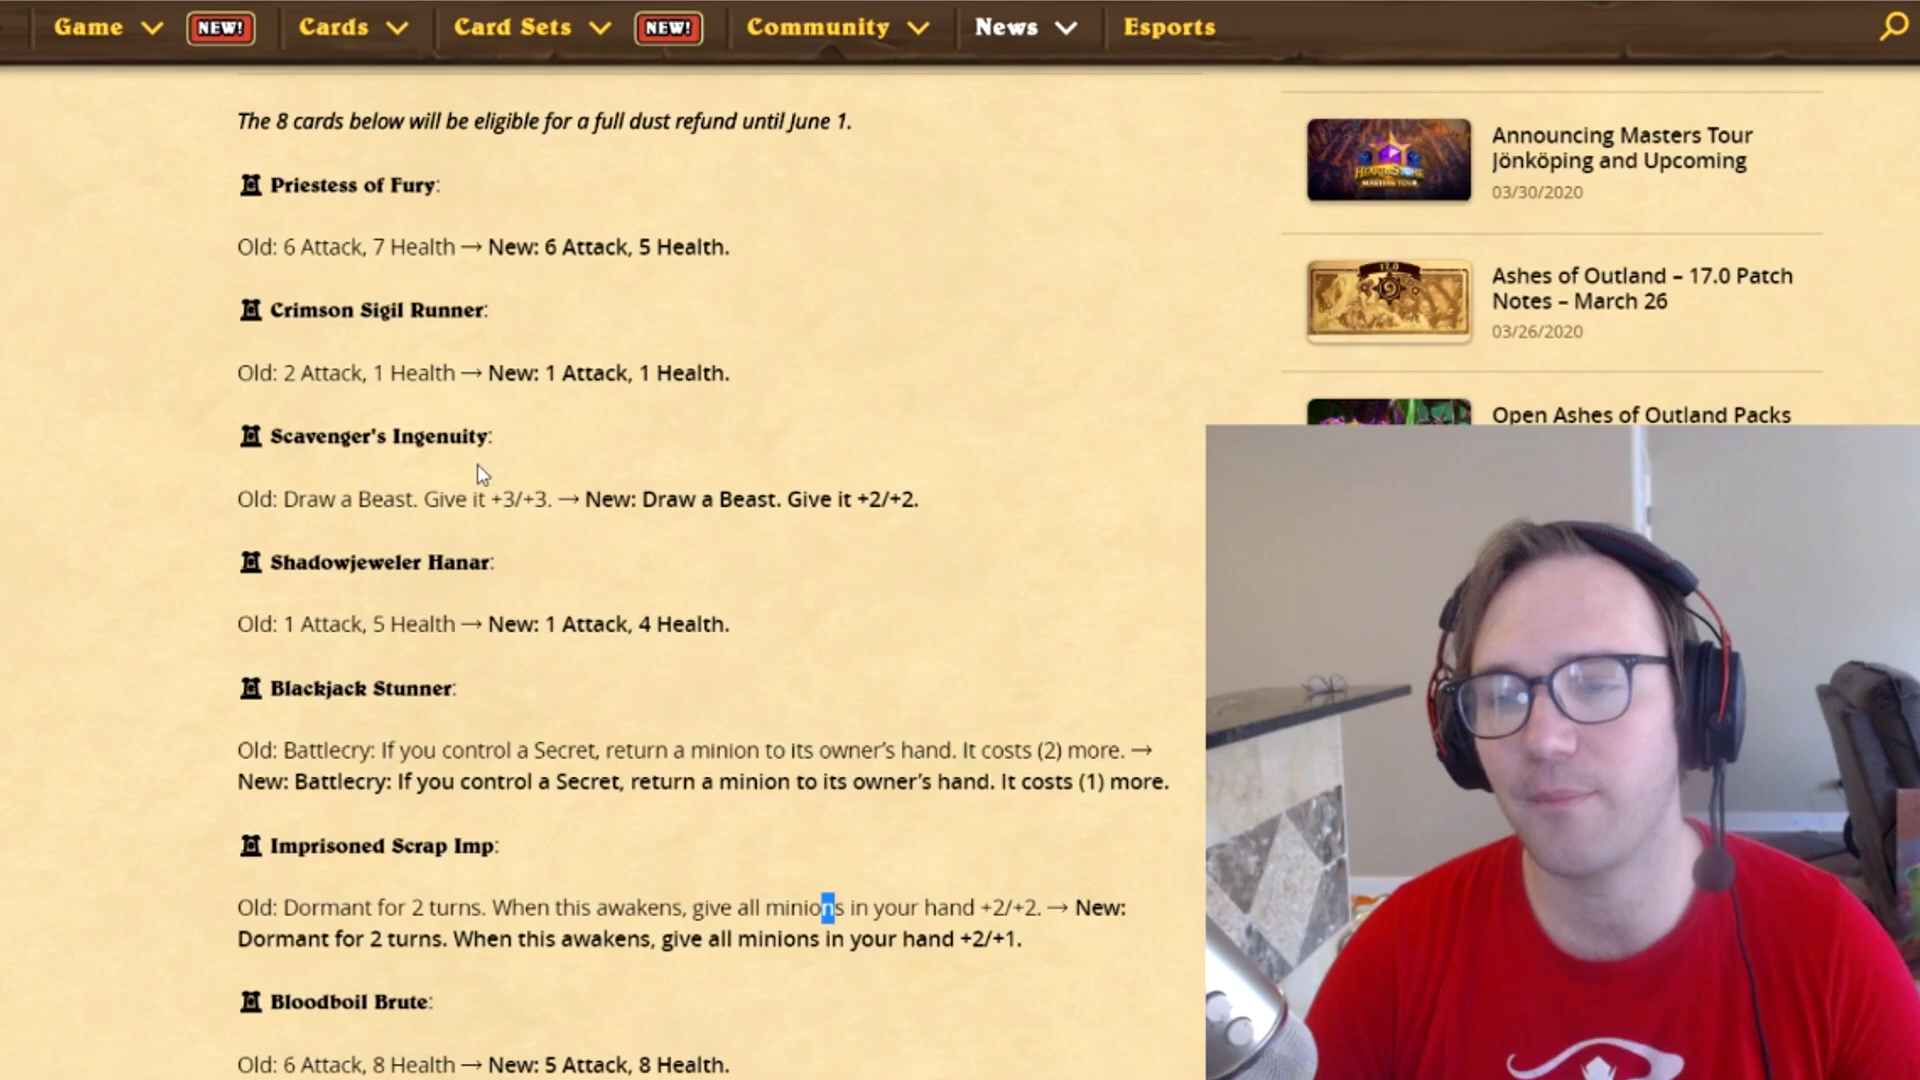 Game NEW! Cards Card Sets NEW! Community News Esports
The 8 cards below will be eligible for a full dust refund until June 1.
Priestess of Fury:
Old: 6 Attack, 7 Health → New: 6 Attack, 5 Health.
Crimson Sigil Runner:
Old: 2 Attack, 1 Health → New: 1 Attack, 1 Health.
Scavenger's Ingenuity:
Old: Draw a Beast. Give it +3/+3. → New: Draw a Beast. Give it +2/+2.
Shadowjeweler Hanar:
Old: 1 Attack, 5 Health → New: 1 Attack, 4 Health.
Blackjack Stunner:
Old: Battlecry: If you control a Secret, return a minion to its owner’s hand. It costs (2) more. →
New: Battlecry: If you control a Secret, return a minion to its owner’s hand. It costs (1) more.
Imprisoned Scrap Imp:
Old: Dormant for 2 turns. When this awakens, give all minions in your hand +2/+2. → New:
Dormant for 2 turns. When this awakens, give all minions in your hand +2/+1.
Bloodboil Brute:
Old: 6 Attack, 8 Health → New: 5 Attack, 8 Health.
HEARTHSTONE
MASTERS TOUR
Announcing Masters Tour
Jönköping and Upcoming
03/30/2020
17.0
Ashes of Outland – 17.0 Patch
Notes – March 26
03/26/2020
Open Ashes of Outland Packs